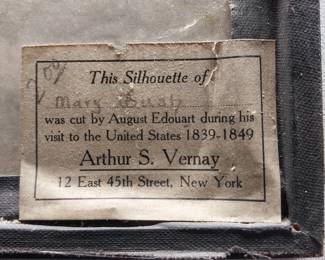 209
This Silhouette of
Mary Bush
was cut by August Edouart during his
visit to the United States 1839-1849
Arthur S. Vernay
12 East 45th Street, New York